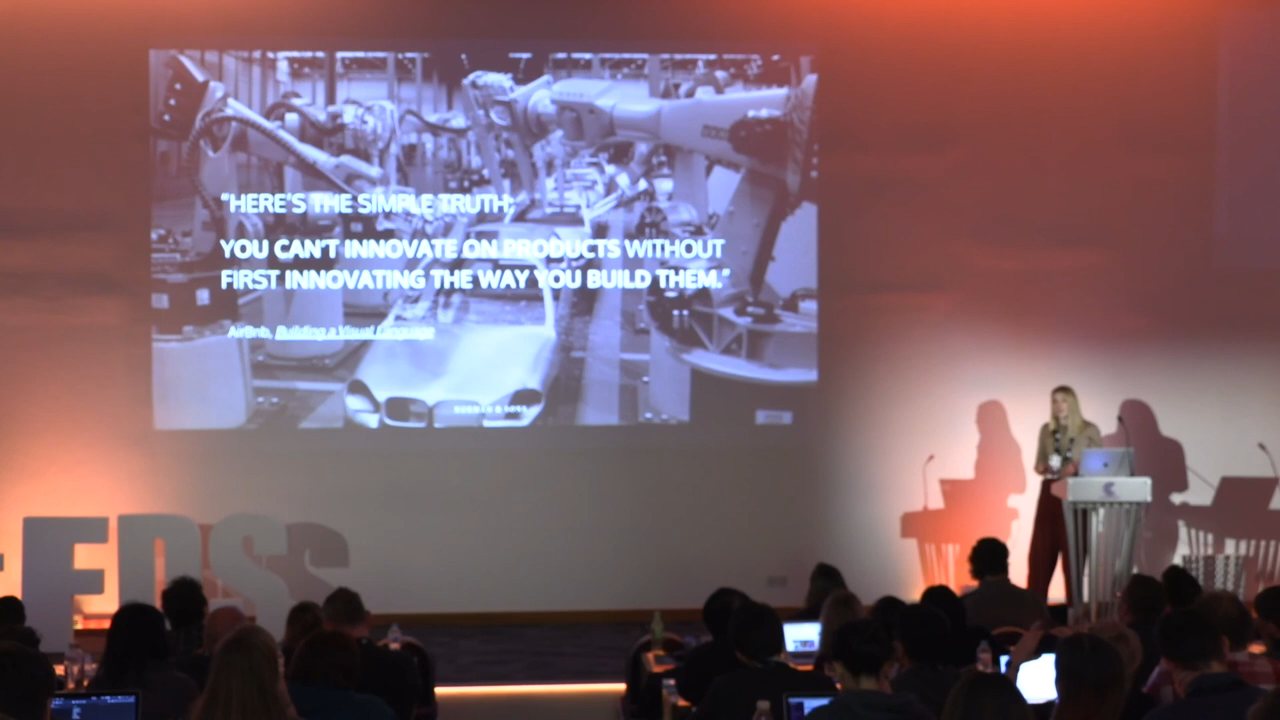 “HERE’S THE SIMPLE TRUTH:
YOU CAN’T INNOVATE ON PRODUCTS WITHOUT
FIRST INNOVATING THE WAY YOU BUILD THEM.”
AirBnb, Building a Visual Language
EDS